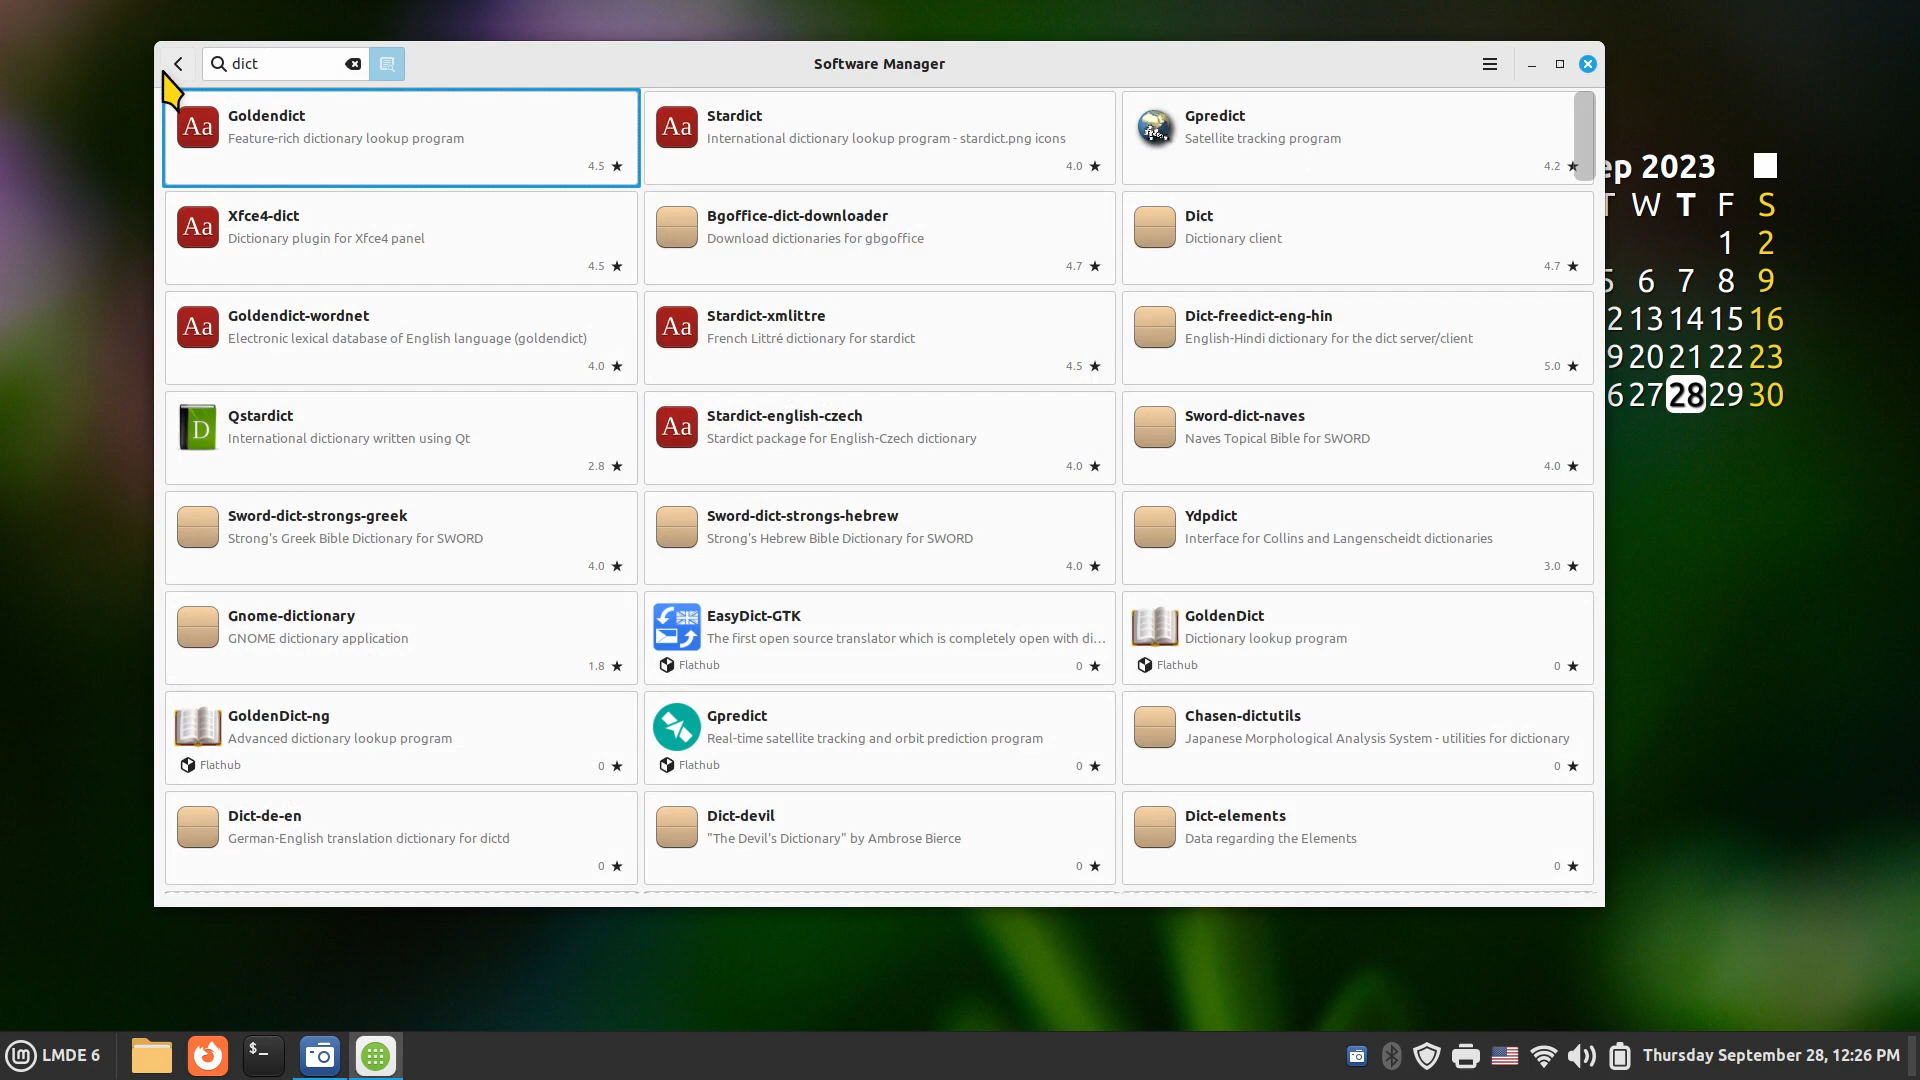 dict
Software Manager
Aa
Goldendict
Feature-rich dictionary lookup program
4.5 ★
Aa
Stardict
International dictionary lookup program - stardict.png icons
4.0 ★
Gpredict
Satellite tracking program
4.2 ★
Aa
Xfce4-dict
Dictionary plugin for Xfce4 panel
4.5 ★
Bgoffice-dict-downloader
Download dictionaries for gbgoffice
4.7 ★
Dict
Dictionary client
4.7 ★
Aa
Goldendict-wordnet
Electronic lexical database of English language (goldendict)
4.0 ★
Aa
Stardict-xmlittre
French Littré dictionary for stardict
4.5 ★
Dict-freedict-eng-hin
English-Hindi dictionary for the dict server/client
5.0 ★
D
Qstardict
International dictionary written using Qt
2.8 ★
Aa
Stardict-english-czech
Stardict package for English-Czech dictionary
4.0 ★
Sword-dict-naves
Naves Topical Bible for SWORD
4.0 ★
Sword-dict-strongs-greek
Strong's Greek Bible Dictionary for SWORD
4.0 ★
Sword-dict-strongs-hebrew
Strong's Hebrew Bible Dictionary for SWORD
4.0 ★
Ydpdict
Interface for Collins and Langenscheidt dictionaries
3.0 ★
Gnome-dictionary
GNOME dictionary application
1.8 ★
EasyDict-GTK
The first open source translator which is completely open with di...
Flathub
0 ★
GoldenDict
Dictionary lookup program
Flathub
0 ★
GoldenDict-ng
Advanced dictionary lookup program
Flathub
0 ★
Gpredict
Real-time satellite tracking and orbit prediction program
Flathub
0 ★
Chasen-dictutils
Japanese Morphological Analysis System - utilities for dictionary
0 ★
Dict-de-en
German-English translation dictionary for dictd
0 ★
Dict-devil
"The Devil's Dictionary" by Ambrose Bierce
0 ★
Dict-elements
Data regarding the Elements
0 ★
ep 2023
T W T F S
1 2
5 6 7 8 9
2 13 14 15 16
9 20 21 22 23
6 27 28 29 30
LMDE 6
$_
Thursday September 28, 12:26 PM